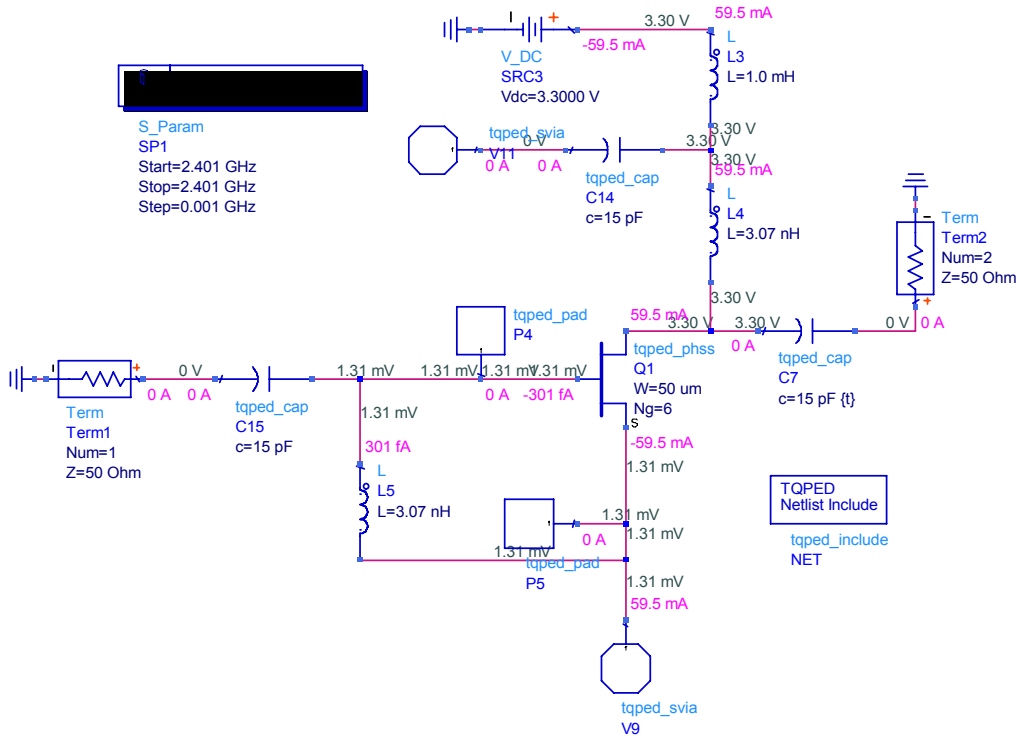 59.5 mA
3.30 V
-59.5 mA
V_DC
SRC3
Vdc=3.3000 V
L
L3
L=1.0 mH
S_Param
SP1
Start=2.401 GHz
Stop=2.401 GHz
Step=0.001 GHz
tqped_svia
V11
0 V
0 A
0 A
3.30 V
3.30 V
3.30 V
59.5 mA
tqped_cap
C14
c=15 pF
L
L4
L=3.07 nH
Term
Term2
Num=2
Z=50 Ohm
3.30 V
59.5 mA
3.30 V
3.30 V
0 A
0 V
0 A
tqped_cap
C7
c=15 pF {t}
tqped_pad
P4
tqped_phss
Q1
W=50 um
Ng=6
S
0 V
0 A
0 A
1.31 mV
1.31 mV
1.31 mV
1.31 mV
0 A
-301 fA
Term
Term1
Num=1
Z=50 Ohm
tqped_cap
C15
c=15 pF
1.31 mV
301 fA
L
L5
L=3.07 nH
-59.5 mA
1.31 mV
1.31 mV
0 A
1.31 mV
1.31 mV
tqped_pad
P5
1.31 mV
59.5 mA
TQPED
Netlist Include
tqped_include
NET
tqped_svia
V9